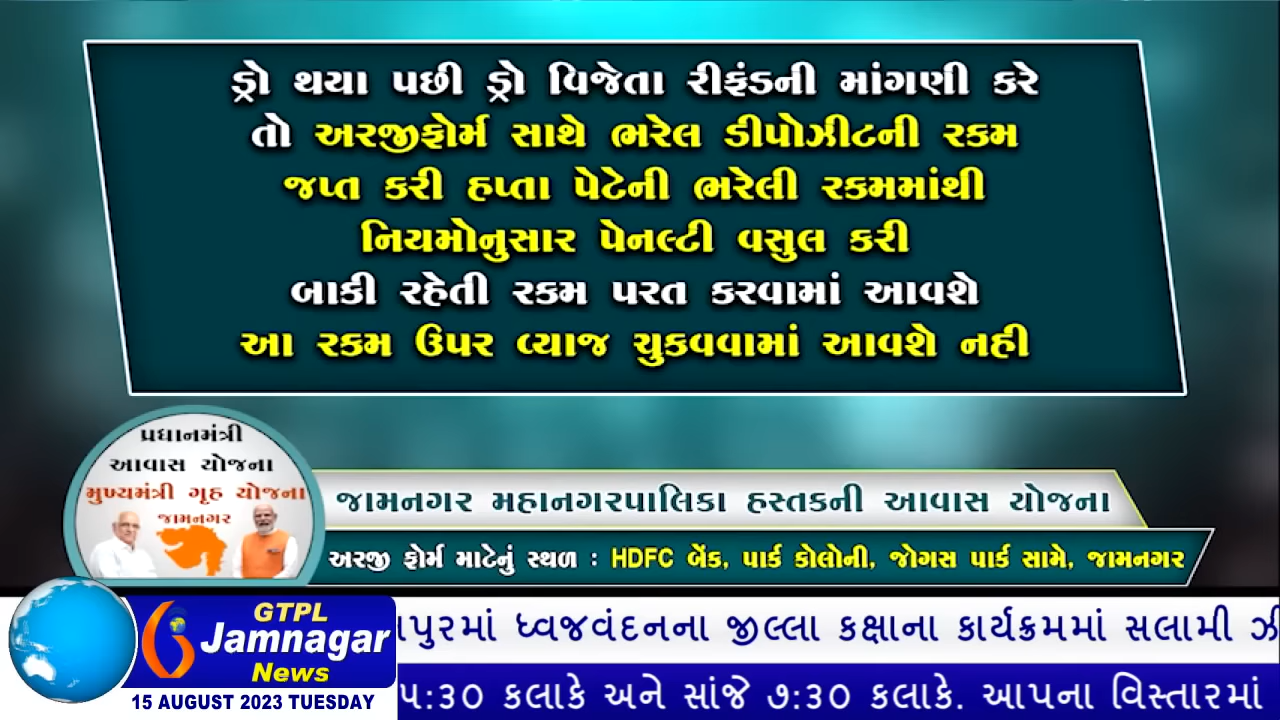 ડ્રો થયા પછી ડ્રો વિજેતા રીફંડની માંગણી કરે
તો અરજીફોર્મ સાથે ભરેલ ડીપોઝીટની રકમ
જપ્ત કરી હપ્તા પેટેની ભરેલી રકમમાંથી
નિયમોનુસાર પેનલ્ટી વસુલ કરી
બાકી રહેતી રકમ પરત કરવામાં આવશે
આ રકમ ઉપર વ્યાજ ચુકવવામાં આવશે નહી
પ્રધાનમંત્રી
આવાસ યોજના
મુખ્યમંત્રી ગૃહ યોજના
જામનગર
જામનગર મહાનગરપાલિકા હસ્તકની આવાસ યોજના
અરજી ફોર્મ માટેનું સ્થળ : HDFC બેંક, પાર્ક કોલોની, જોગસ પાર્ક સામે, જામનગર
GTPL
Jamnagar
News
15 AUGUST 2023 TUESDAY
પુરમાં ધ્વજવંદનના જીલ્લા કક્ષાના કાર્યક્રમમાં સલામી ઝી
૫:૩૦ કલાકે અને સાંજે ૭:૩૦ કલાકે. આપના વિસ્તારમાં